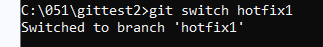 C:\051\gittest2>git switch hotfix1
Switched to branch 'hotfix1'